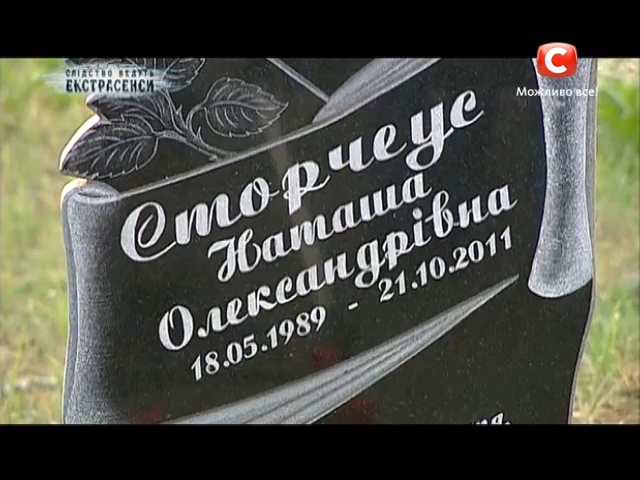 СЛІДСТВО ВЕДУТЬ
ЕКСТРАСЕНСИ
С
Можливо все!
Сторчеус
Наташа
Олександрівна
18.05.1989 - 21.10.2011